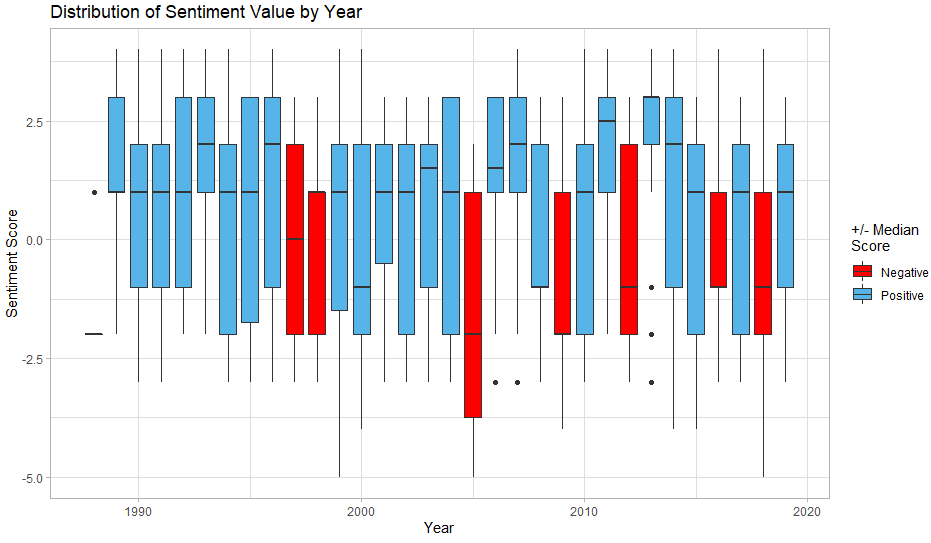 Distribution of Sentiment Value by Year
Sentiment Score
2.5
0.0
-2.5
-5.0
1990
2000
2010
2020
Year
+/- Median
Score
Negative
Positive